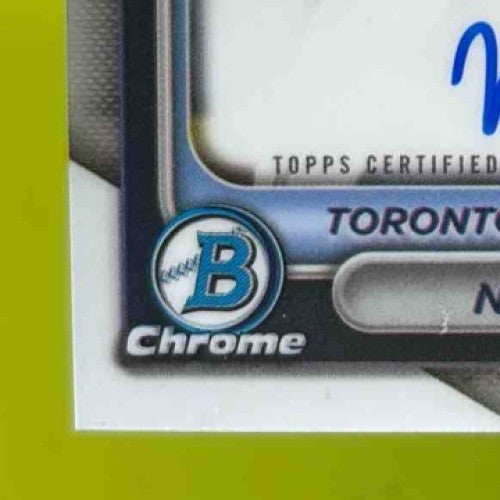 TOPPS CERTIFIED
TORONTO
N
B
Chrome